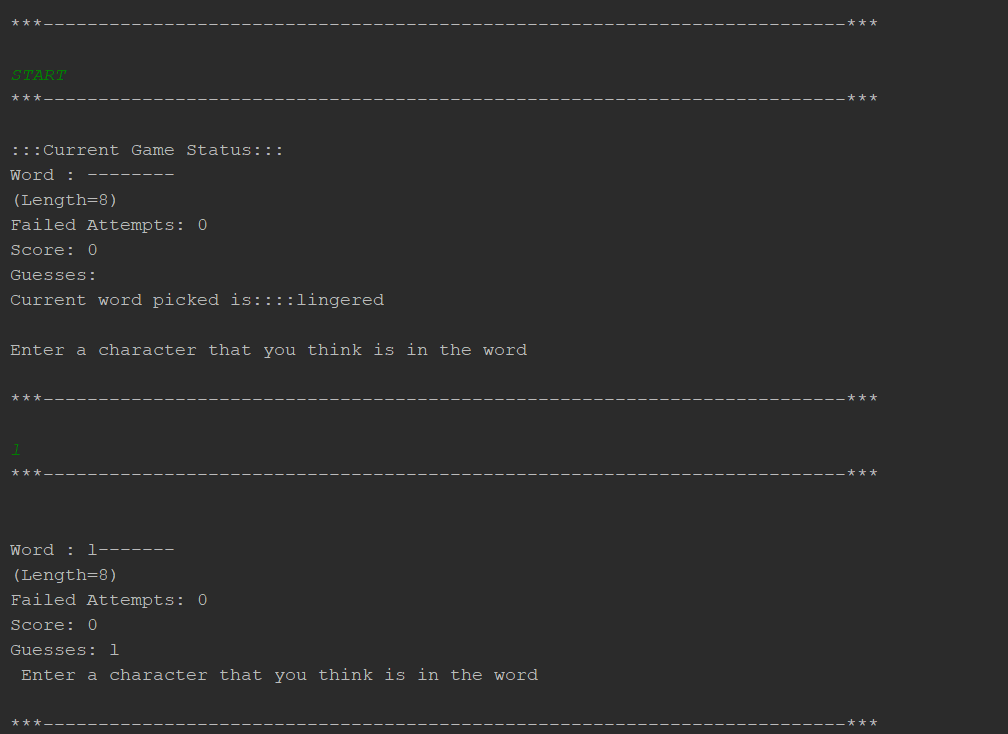 ***-------------------------------------------------------------------------***
START
***-------------------------------------------------------------------------***
:::Current Game Status:::
Word : --------
(Length=8)
Failed Attempts: 0
Score: 0
Guesses:
Current word picked is::::lingered
Enter a character that you think is in the word
***-------------------------------------------------------------------------***
l
***-------------------------------------------------------------------------***
Word : l-------
(Length=8)
Failed Attempts: 0
Score: 0
Guesses: l
Enter a character that you think is in the word
***-------------------------------------------------------------------------***